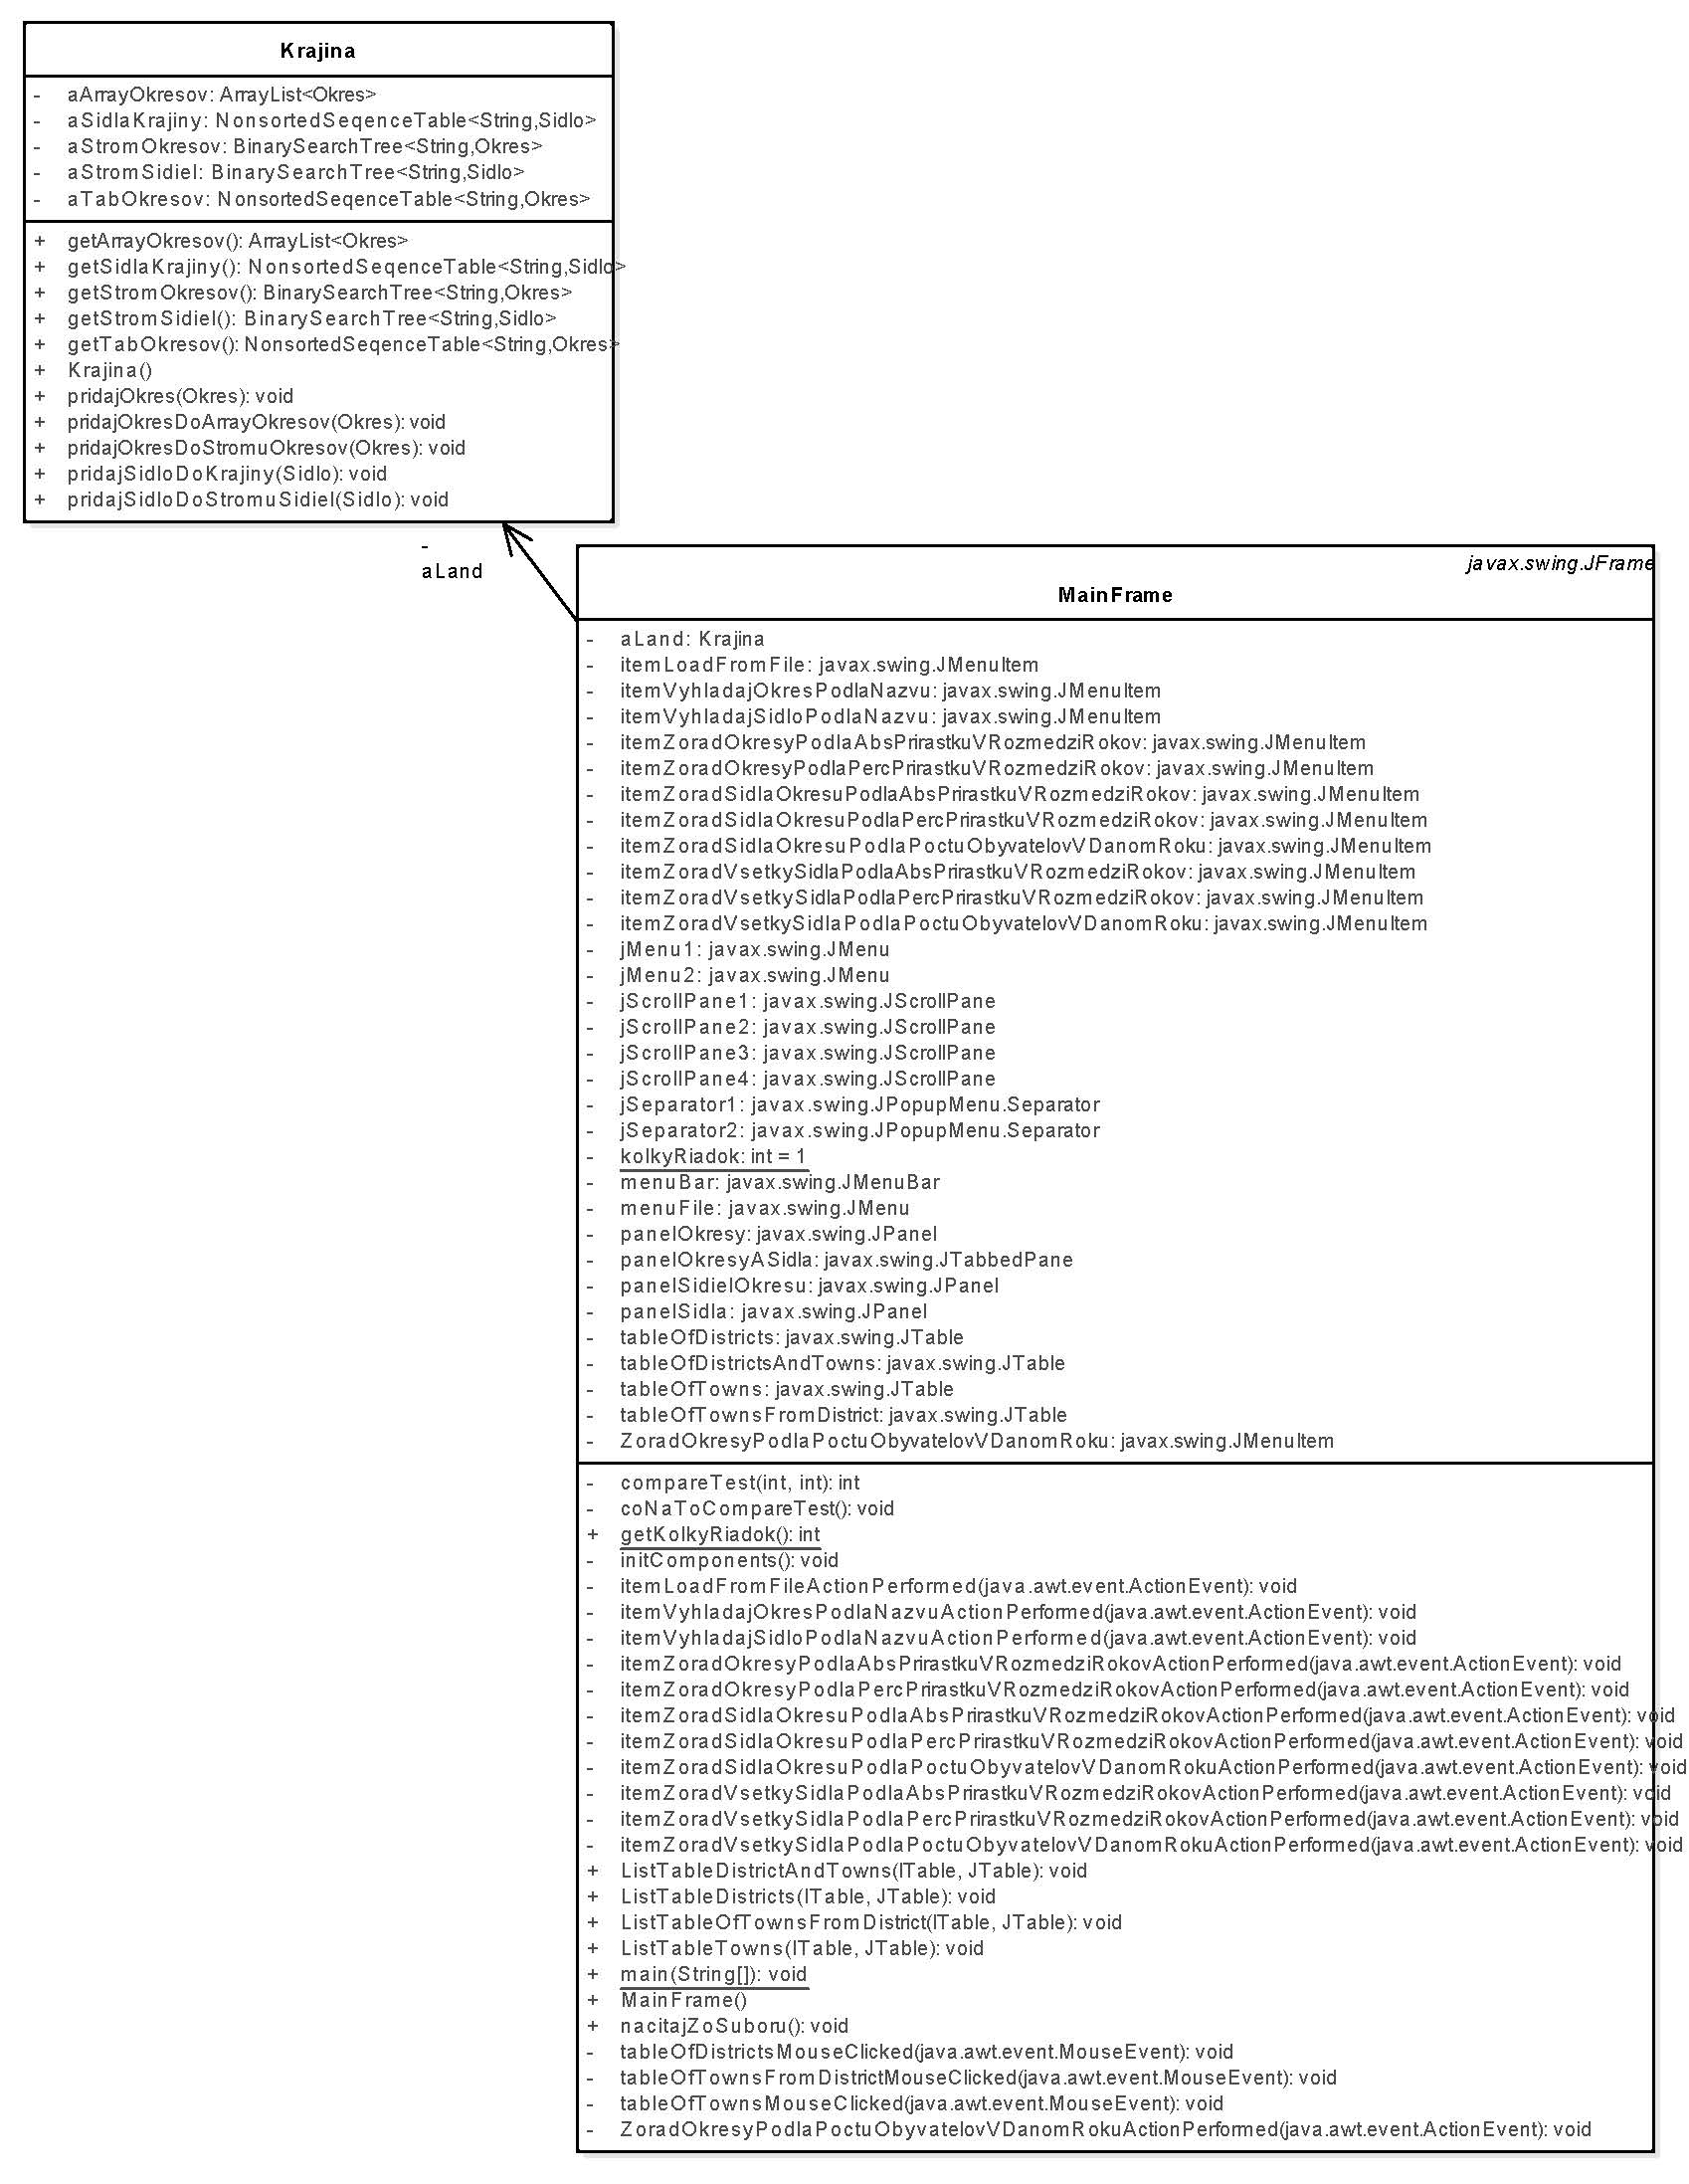 Krajina
- aArrayOkresov: ArrayList<Okres>
- aSidlaKrajiny: NonsortedSeqenceTable<String,Sidlo>
- aStromOkresov: BinarySearchTree<String,Okres>
- aStromSidiel: BinarySearchTree<String,Sidlo>
- aTabOkresov: NonsortedSeqenceTable<String,Okres>
+ getArrayOkresov(): ArrayList<Okres>
+ getSidlaKrajiny(): NonsortedSeqenceTable<String,Sidlo>
+ getStromOkresov(): BinarySearchTree<String,Okres>
+ getStromSidiel(): BinarySearchTree<String,Sidlo>
+ getTabOkresov(): NonsortedSeqenceTable<String,Okres>
+ Krajina()
+ pridajOkres(Okres): void
+ pridajOkresDoArrayOkresov(Okres): void
+ pridajOkresDoStromuOkresov(Okres): void
+ pridajSidloDoKrajiny(Sidlo): void
+ pridajSidloDoStromuSidiel(Sidlo): void
-
aLand
javax.swing.JFrame
MainFrame
- aLand: Krajina
- itemLoadFromFile: javax.swing.JMenuItem
- itemVyhladajOkresPodlaNazvu: javax.swing.JMenuItem
- itemVyhladajSidloPodlaNazvu: javax.swing.JMenuItem
- itemZoradOkresyPodlaAbsPrirastkuVRozmedziRokov: javax.swing.JMenuItem
- itemZoradOkresyPodlaPercPrirastkuVRozmedziRokov: javax.swing.JMenuItem
- itemZoradSidlaOkresuPodlaAbsPrirastkuVRozmedziRokov: javax.swing.JMenuItem
- itemZoradSidlaOkresuPodlaPercPrirastkuVRozmedziRokov: javax.swing.JMenuItem
- itemZoradSidlaOkresuPodlaPoctuObyvatelovVDanomRoku: javax.swing.JMenuItem
- itemZoradVsetkySidlaPodlaAbsPrirastkuVRozmedziRokov: javax.swing.JMenuItem
- itemZoradVsetkySidlaPodlaPercPrirastkuVRozmedziRokov: javax.swing.JMenuItem
- itemZoradVsetkySidlaPodlaPoctuObyvatelovVDanomRoku: javax.swing.JMenuItem
- jMenu1: javax.swing.JMenu
- jMenu2: javax.swing.JMenu
- jScrollPane1: javax.swing.JScrollPane
- jScrollPane2: javax.swing.JScrollPane
- jScrollPane3: javax.swing.JScrollPane
- jScrollPane4: javax.swing.JScrollPane
- jSeparator1: javax.swing.JPopupMenu.Separator
- jSeparator2: javax.swing.JPopupMenu.Separator
- kolkyRiadok: int = 1
- menuBar: javax.swing.JMenuBar
- menuFile: javax.swing.JMenu
- panelOkresy: javax.swing.JPanel
- panelOkresyASidla: javax.swing.JTabbedPane
- panelSidielOkresu: javax.swing.JPanel
- panelSidla: javax.swing.JPanel
- tableOfDistricts: javax.swing.JTable
- tableOfDistrictsAndTowns: javax.swing.JTable
- tableOfTowns: javax.swing.JTable
- tableOfTownsFromDistrict: javax.swing.JTable
- ZoradOkresyPodlaPoctuObyvatelovVDanomRoku: javax.swing.JMenuItem
- compareTest(int, int): int
- coNaToCompareTest(): void
+ getKolkyRiadok(): int
- initComponents(): void
- itemLoadFromFileActionPerformed(java.awt.event.ActionEvent): void
- itemVyhladajOkresPodlaNazvuActionPerformed(java.awt.event.ActionEvent): void
- itemVyhladajSidloPodlaNazvuActionPerformed(java.awt.event.ActionEvent): void
- itemZoradOkresyPodlaAbsPrirastkuVRozmedziRokovActionPerformed(java.awt.event.ActionEvent): void
- itemZoradOkresyPodlaPercPrirastkuVRozmedziRokovActionPerformed(java.awt.event.ActionEvent): void
- itemZoradSidlaOkresuPodlaAbsPrirastkuVRozmedziRokovActionPerformed(java.awt.event.ActionEvent): void
- itemZoradSidlaOkresuPodlaPercPrirastkuVRozmedziRokovActionPerformed(java.awt.event.ActionEvent): void
- itemZoradSidlaOkresuPodlaPoctuObyvatelovVDanomRokuActionPerformed(java.awt.event.ActionEvent): void
- itemZoradVsetkySidlaPodlaAbsPrirastkuVRozmedziRokovActionPerformed(java.awt.event.ActionEvent): void
- itemZoradVsetkySidlaPodlaPercPrirastkuVRozmedziRokovActionPerformed(java.awt.event.ActionEvent): void
- itemZoradVsetkySidlaPodlaPoctuObyvatelovVDanomRokuActionPerformed(java.awt.event.ActionEvent): void
+ ListTableDistrictAndTowns(ITable, JTable): void
+ ListTableDistricts(ITable, JTable): void
+ ListTableOfTownsFromDistrict(ITable, JTable): void
+ ListTableTowns(ITable, JTable): void
+ main(String[]): void
+ MainFrame()
+ nacitajZoSuboru(): void
- tableOfDistrictsMouseClicked(java.awt.event.MouseEvent): void
- tableOfTownsFromDistrictMouseClicked(java.awt.event.MouseEvent): void
- tableOfTownsMouseClicked(java.awt.event.MouseEvent): void
- ZoradOkresyPodlaPoctuObyvatelovVDanomRokuActionPerformed(java.awt.event.ActionEvent): void